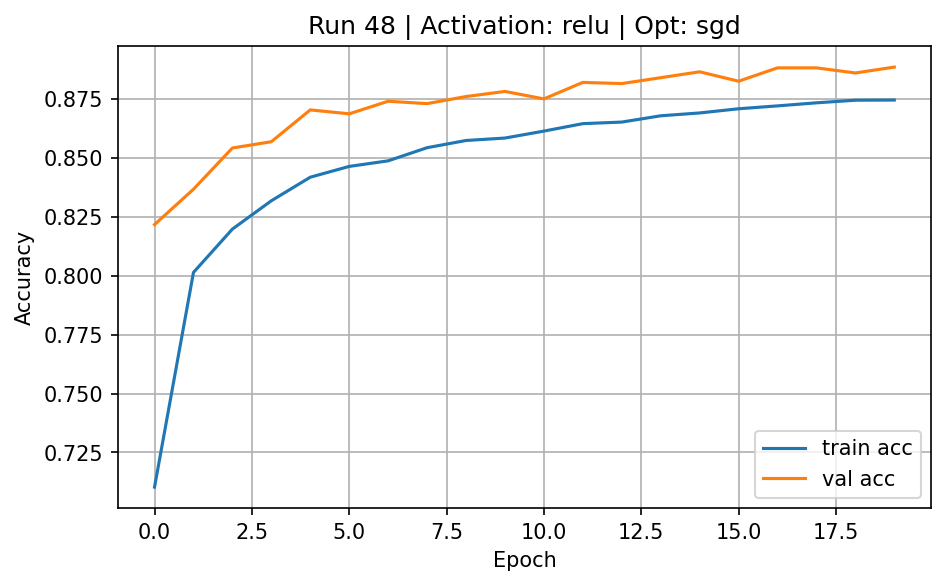 Run 48 | Activation: relu | Opt: sgd
0.875
0.850
0.825
0.800
0.775
0.750
0.725
Accuracy
train acc
val acc
0.0 2.5 5.0 7.5 10.0 12.5 15.0 17.5
Epoch